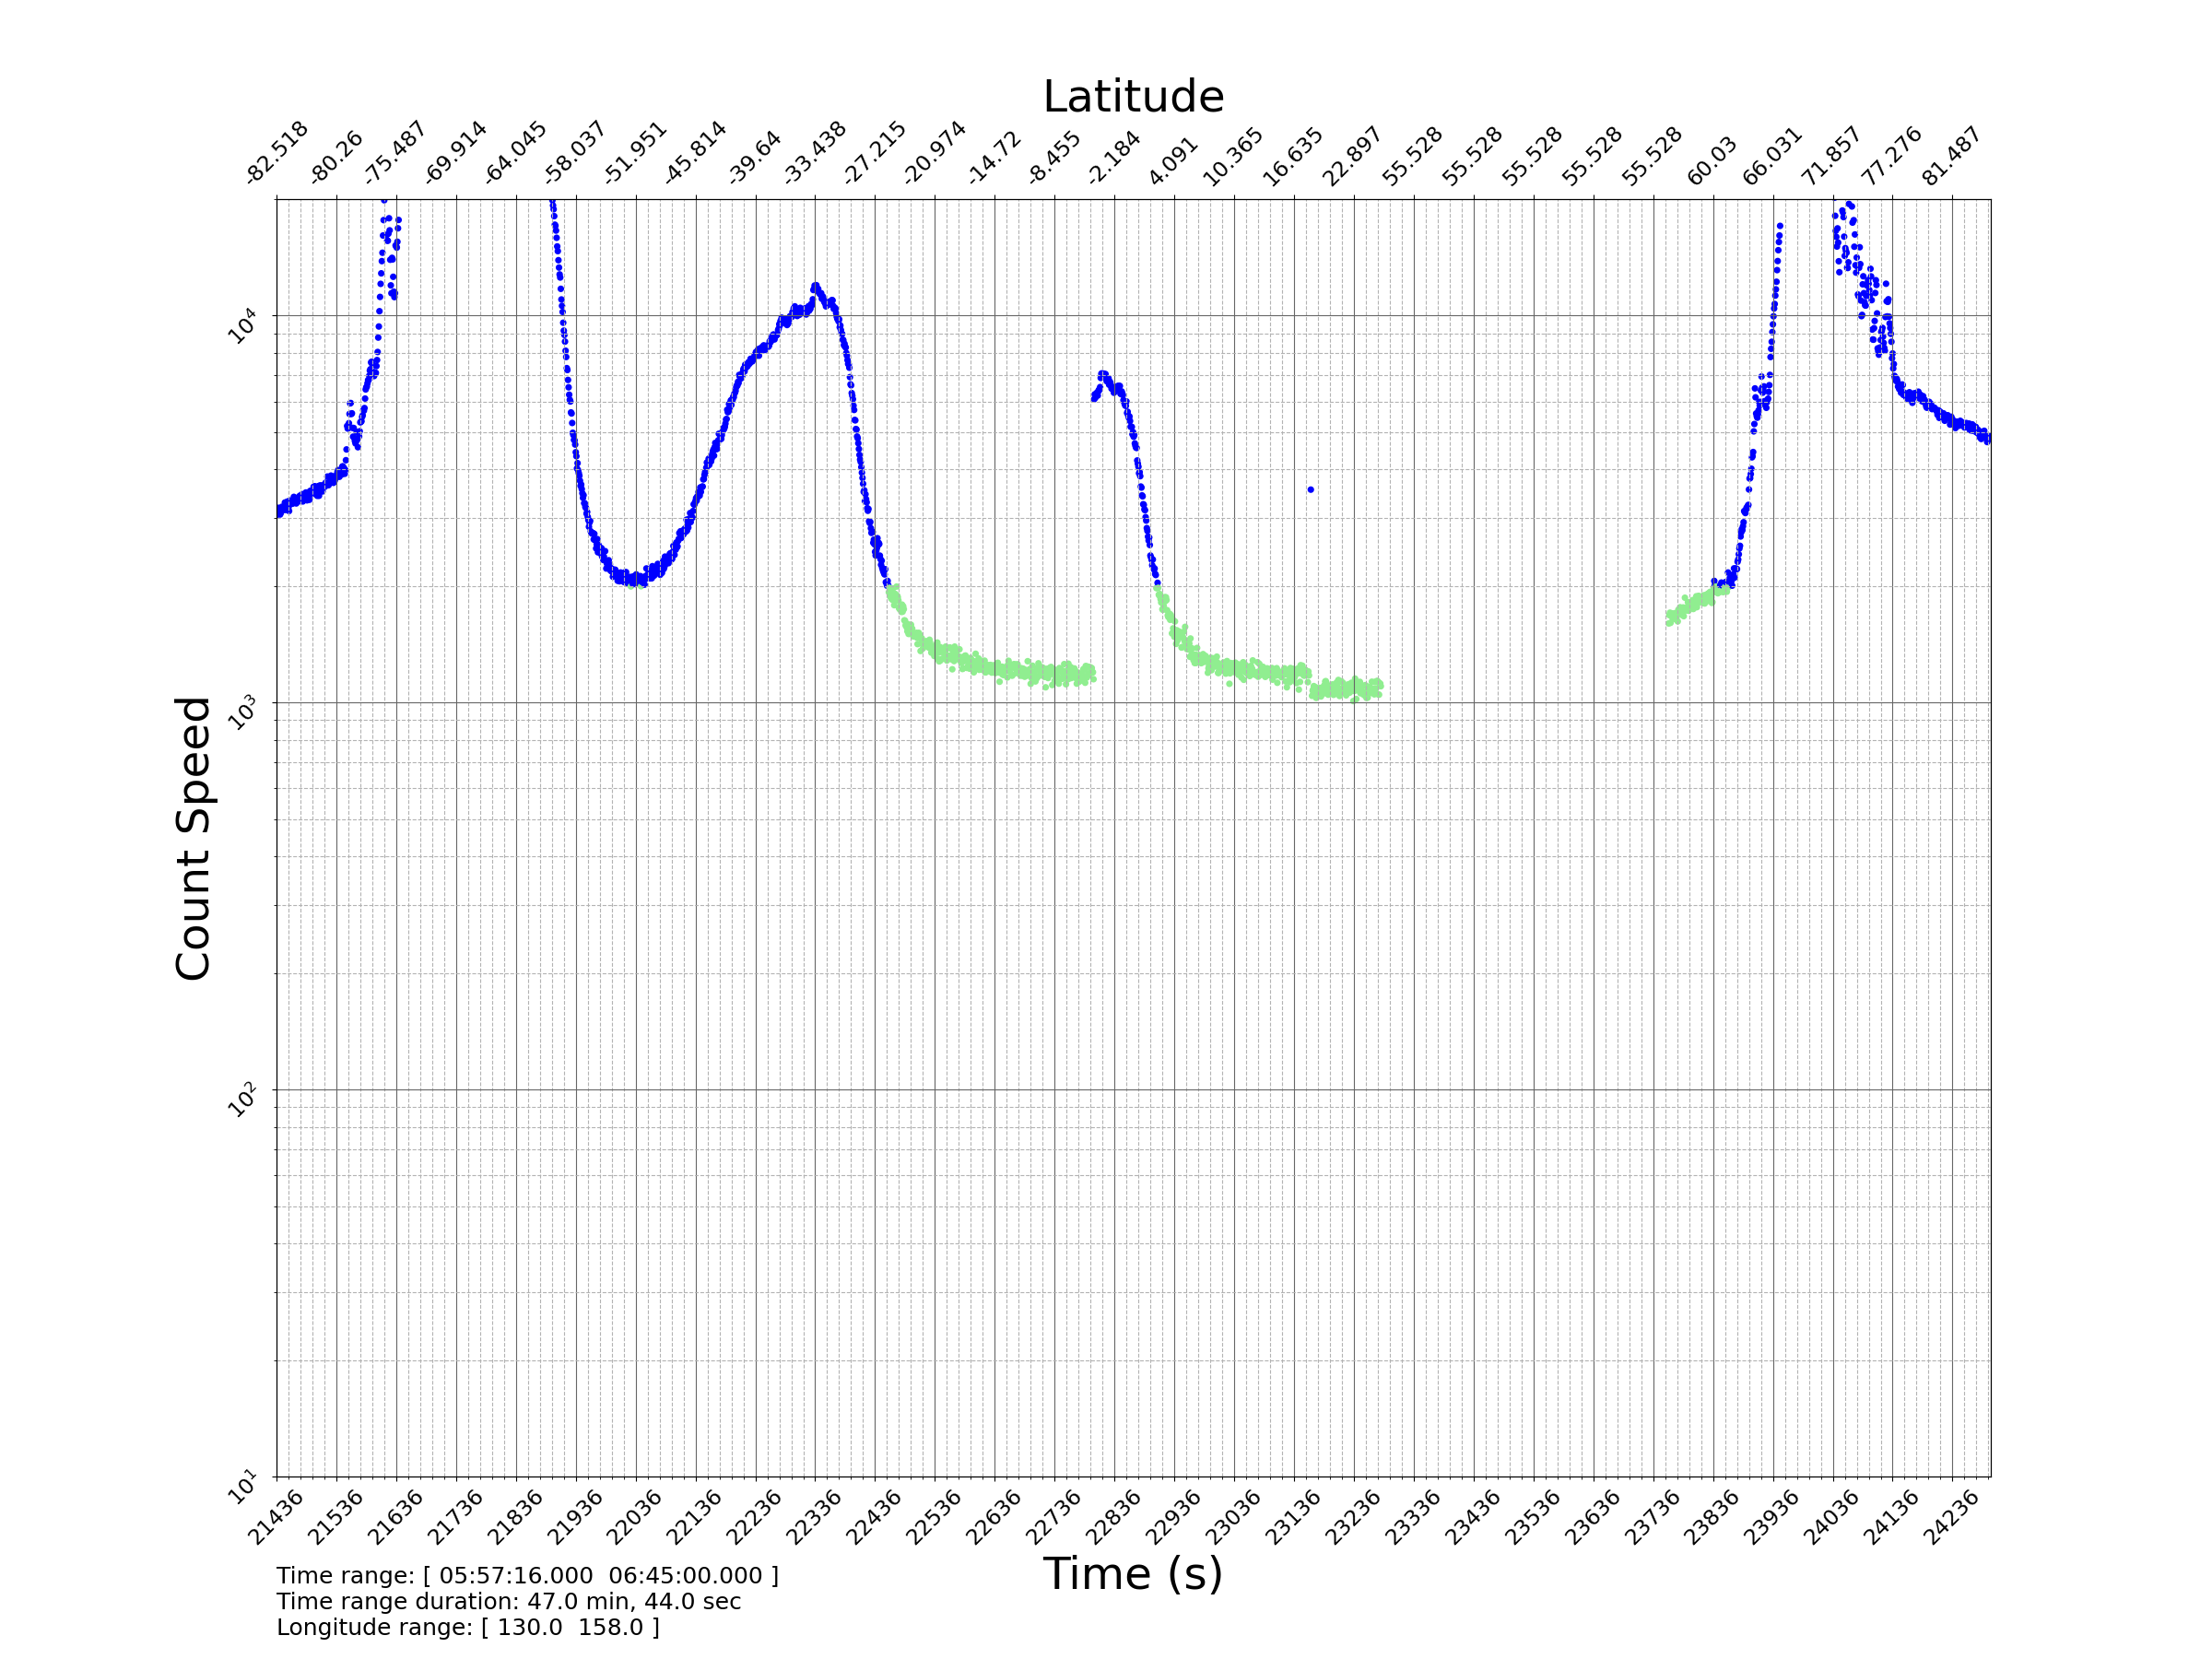 Latitude
-82.518 -80.26 -75.487 -69.914 -64.045 -58.037 -51.951 -45.814 -39.64 -33.438 -27.215 -20.974 -14.72 -8.455 -2.184 4.091 10.365 16.635 22.897 55.528 55.528 55.528 55.528 55.528 60.03 66.031 71.857 77.276 81.487
10⁴
10³
10²
10¹
Count Speed
21436 21536 21636 21736 21836 21936 22036 22136 22236 22336 22436 22536 22636 22736 22836 22936 23036 23136 23236 23336 23436 23536 23636 23736 23836 23936 24036 24136 24236
Time (s)
Time range: [ 05:57:16.000  06:45:00.000 ]
Time range duration: 47.0 min, 44.0 sec
Longitude range: [ 130.0  158.0 ]